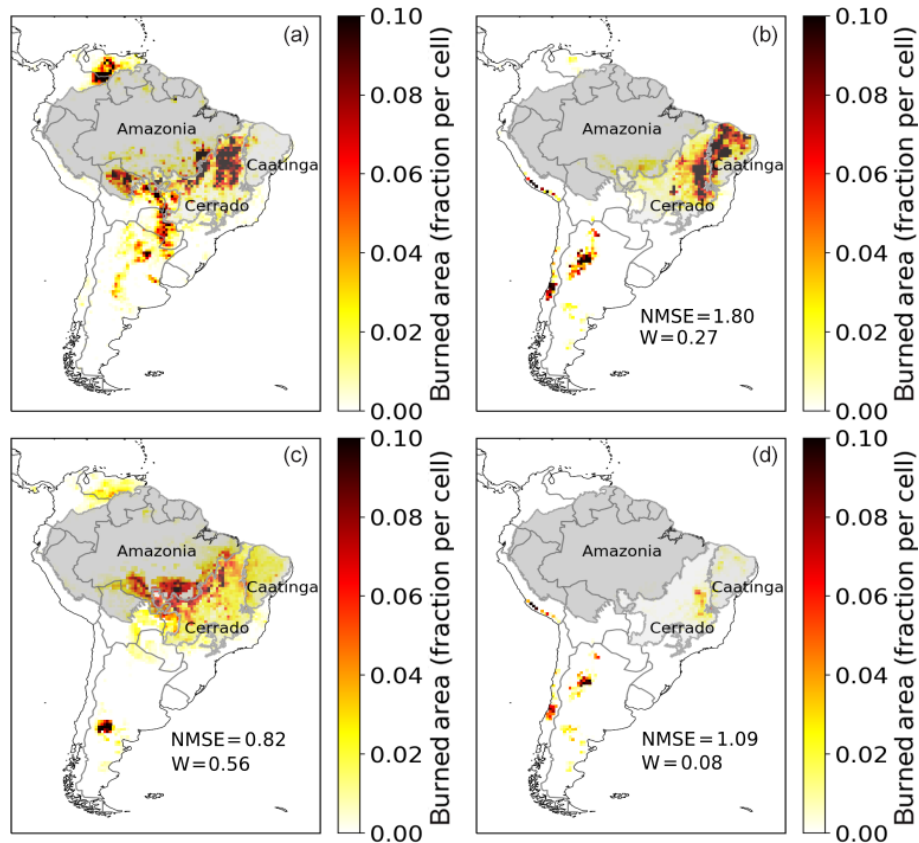 (a)
Amazonia
Caatinga
Cerrado
0.10
0.08
0.06
0.04
0.02
0.00
Burned area (fraction per cell)
(b)
Amazonia
Caatinga
Cerrado
NMSE=1.80
W=0.27
0.10
0.08
0.06
0.04
0.02
0.00
Burned area (fraction per cell)
(c)
Amazonia
Caatinga
Cerrado
NMSE=0.82
W=0.56
0.10
0.08
0.06
0.04
0.02
0.00
Burned area (fraction per cell)
(d)
Amazonia
Caatinga
Cerrado
NMSE=1.09
W=0.08
0.10
0.08
0.06
0.04
0.02
0.00
Burned area (fraction per cell)